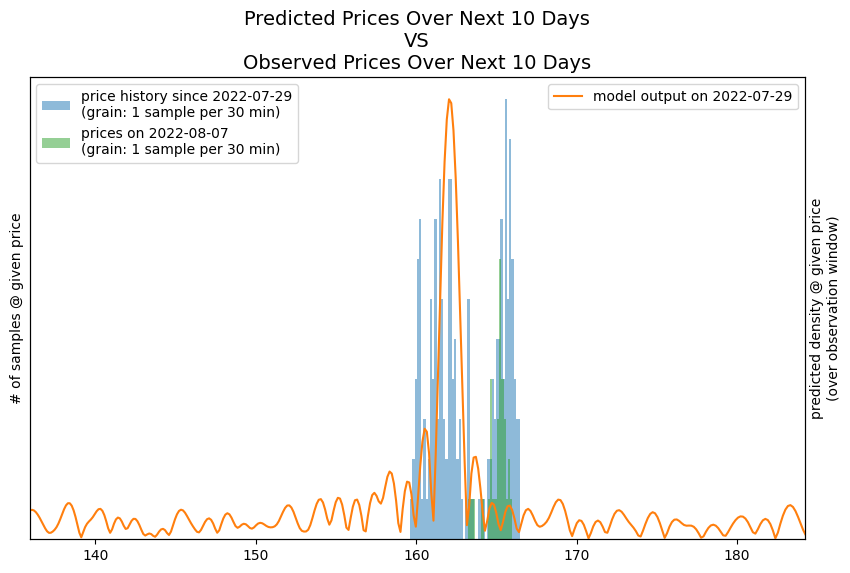 Predicted Prices Over Next 10 Days
VS
Observed Prices Over Next 10 Days
price history since 2022-07-29
(grain: 1 sample per 30 min)
prices on 2022-08-07
(grain: 1 sample per 30 min)
model output on 2022-07-29
# of samples @ given price
predicted density @ given price
(over observation window)
140
150
160
170
180